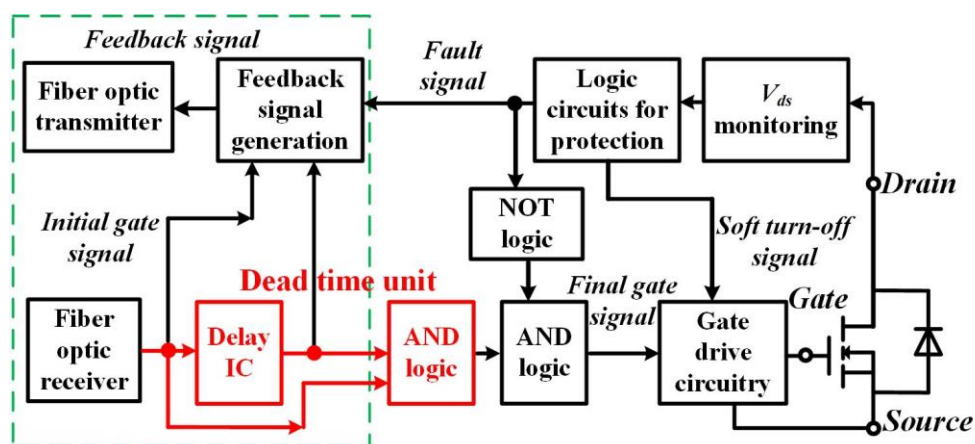 Feedback signal
Fiber optic
transmitter
Feedback
signal
generation
Fault
signal
Logic
circuits for
protection
V_ds
monitoring
Drain
Initial gate
signal
NOT
logic
Soft turn-off
signal
Dead time unit
Fiber
optic
receiver
Delay
IC
AND
logic
AND
logic
Final gate
signal
Gate
drive
circuitry
Gate
Source